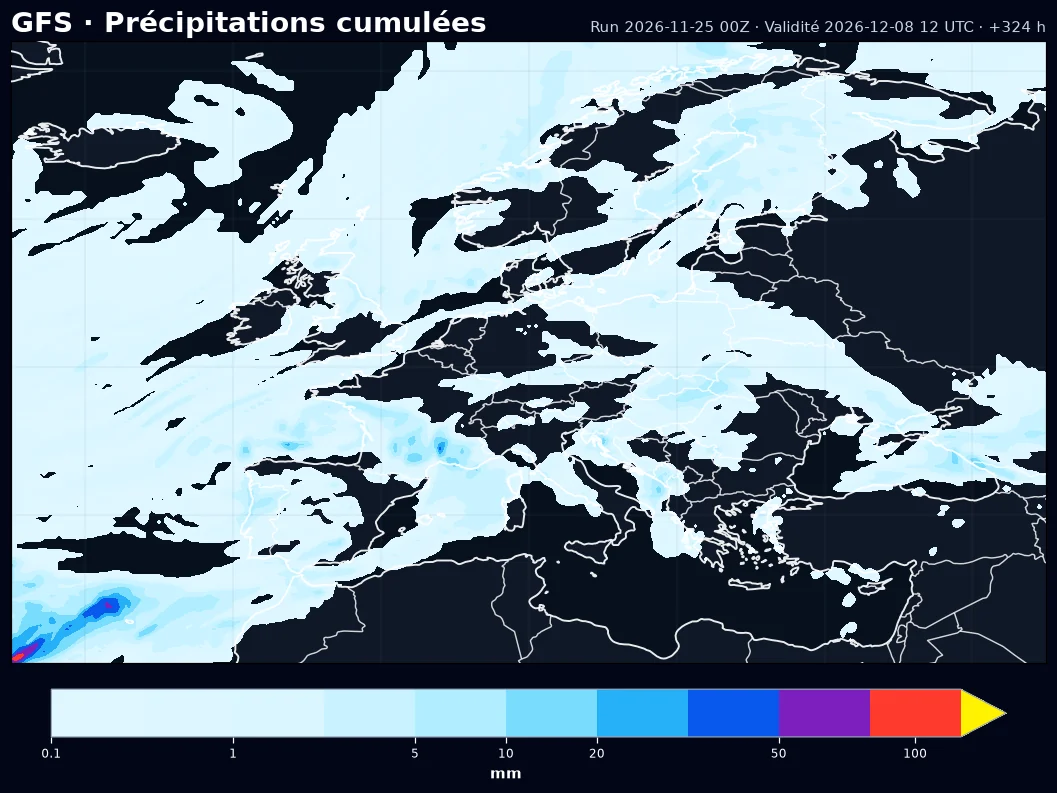 GFS · Précipitations cumulées
Run 2026-11-25 00Z · Validité 2026-12-08 12 UTC · +324 h
0.1 1 5 10 20 50 100
mm